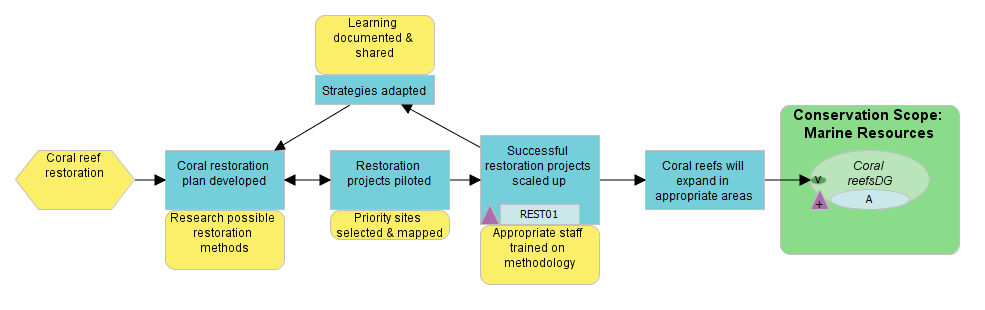 Learning
documented &
shared
Strategies adapted
Coral reef
restoration
Coral restoration
plan developed
Research possible
restoration
methods
Restoration
projects piloted
Priority sites
selected & mapped
Successful
restoration projects
scaled up
REST01
Appropriate staff
trained on
methodology
Coral reefs will
expand in
appropriate areas
Conservation Scope:
Marine Resources
Coral
reefsDG
v
+
A